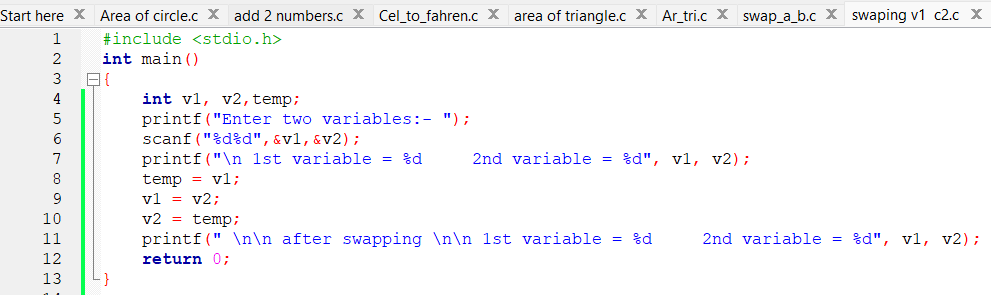 Start here Area of circle.c add 2 numbers.c Cel_to_fahren.c area of triangle.c Ar_tri.c swap_a_b.c swaping v1 c2.c
1 #include <stdio.h>
2 int main()
3 {
4 int v1, v2,temp;
5 printf("Enter two variables:- ");
6 scanf("%d%d",&v1,&v2);
7 printf("\n 1st variable = %d     2nd variable = %d", v1, v2);
8 temp = v1;
9 v1 = v2;
10 v2 = temp;
11 printf(" \n\n after swapping \n\n 1st variable = %d     2nd variable = %d", v1, v2);
12 return 0;
13 }